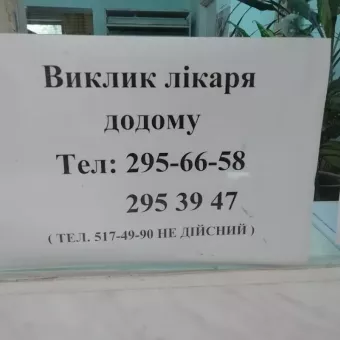 Виклик лікаря
додому
Тел: 295-66-58
295 39 47
( ТЕЛ. 517-49-90 НЕ ДІЙСНИЙ )